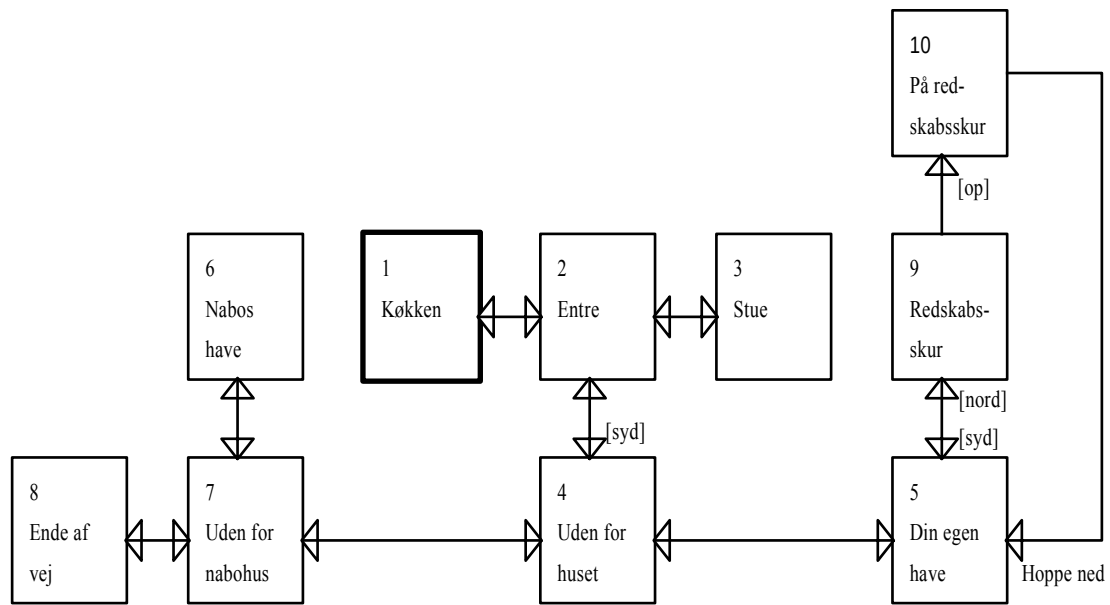 10
På red-
skabsskur
[op]
6
Nabos
have
1
Køkken
2
Entre
3
Stue
9
Redskabs-
skur
[nord]
[syd]
[syd]
8
Ende af
vej
7
Uden for
nabohus
4
Uden for
huset
5
Din egen
have
Hoppe ned